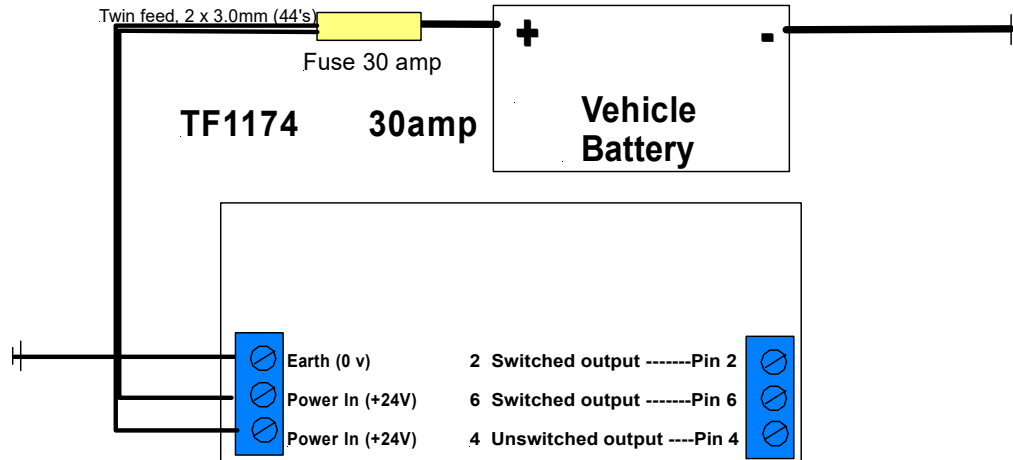 Twin feed, 2 x 3.0mm (44's)
Fuse 30 amp
TF1174 30amp
+ -
Vehicle
Battery
Earth (0 v) 2 Switched output -------Pin 2
Power In (+24V) 6 Switched output -------Pin 6
Power In (+24V) 4 Unswitched output ----Pin 4